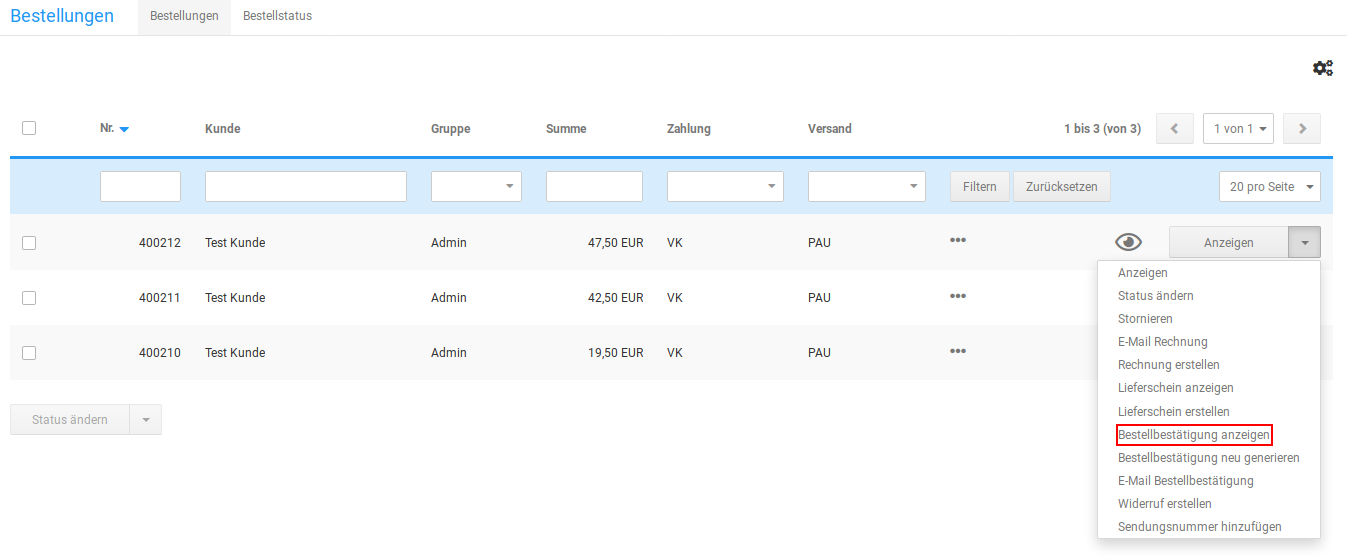 Bestellungen Bestellungen Bestellstatus
Nr. Kunde Gruppe Summe Zahlung Versand 1 bis 3 (von 3) 1 von 1
Filtern Zurücksetzen 20 pro Seite
400212 Test Kunde Admin 47,50 EUR VK PAU ••• Anzeigen
400211 Test Kunde Admin 42,50 EUR VK PAU •••
400210 Test Kunde Admin 19,50 EUR VK PAU •••
Anzeigen
Status ändern
Stornieren
E-Mail Rechnung
Rechnung erstellen
Lieferschein anzeigen
Lieferschein erstellen
Bestellbestätigung anzeigen
Bestellbestätigung neu generieren
E-Mail Bestellbestätigung
Widerruf erstellen
Sendungsnummer hinzufügen
Status ändern